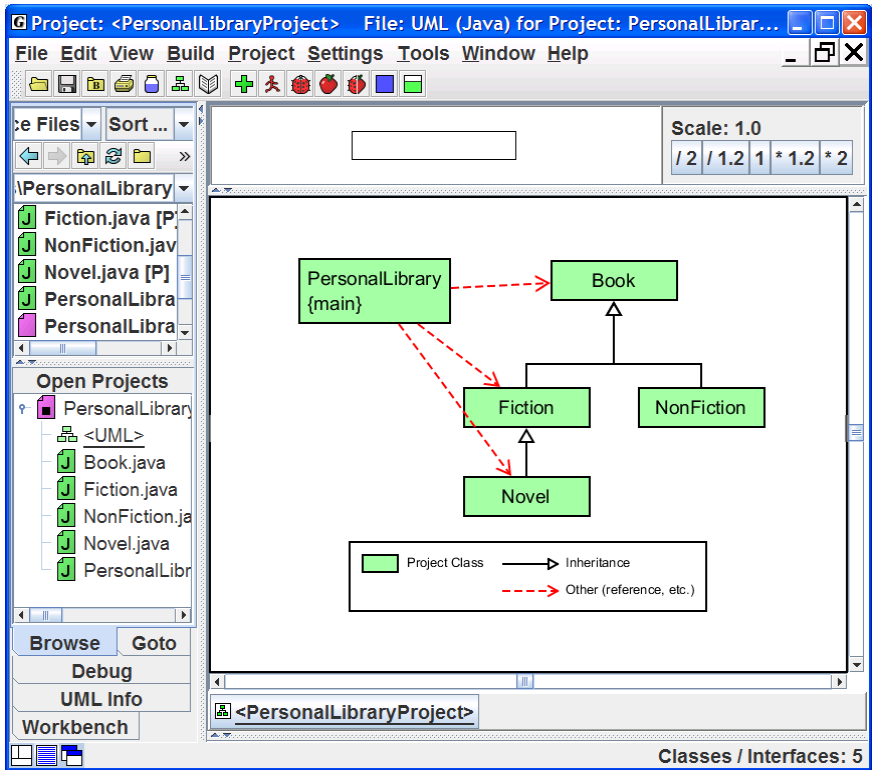 Project: <PersonalLibraryProject> File: UML (Java) for Project: PersonalLibrar...
File Edit View Build Project Settings Tools Window Help
:e Files Sort ...
»
\PersonalLibrary
Fiction.java [P]
NonFiction.jav
Novel.java [P]
PersonalLibra
PersonalLibra
Open Projects
PersonalLibrary
<UML>
Book.java
Fiction.java
NonFiction.ja
Novel.java
PersonalLibr
Browse Goto
Debug
UML Info
Workbench
Scale: 1.0
/ 2 / 1.2 1 * 1.2 * 2
PersonalLibrary
{main}
Book
Fiction
NonFiction
Novel
Project Class
Inheritance
Other (reference, etc.)
<PersonalLibraryProject>
Classes / Interfaces: 5